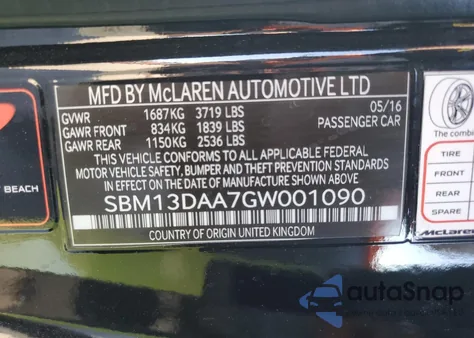 MFD BY McLAREN AUTOMOTIVE LTD
GVWR 1687KG 3719 LBS 05/16
GAWR FRONT 834KG 1839 LBS PASSENGER CAR
GAWR REAR 1150KG 2536 LBS
THIS VEHICLE CONFORMS TO ALL APPLICABLE FEDERAL
MOTOR VEHICLE SAFETY, BUMPER AND THEFT PREVENTION STANDARDS
IN EFFECT ON THE DATE OF MANUFACTURE SHOWN ABOVE.
SBM13DAA7GW001090
COUNTRY OF ORIGIN UNITED KINGDOM
BEACH
The combi
TIRE
FRONT
REAR
McLare
autoSnap